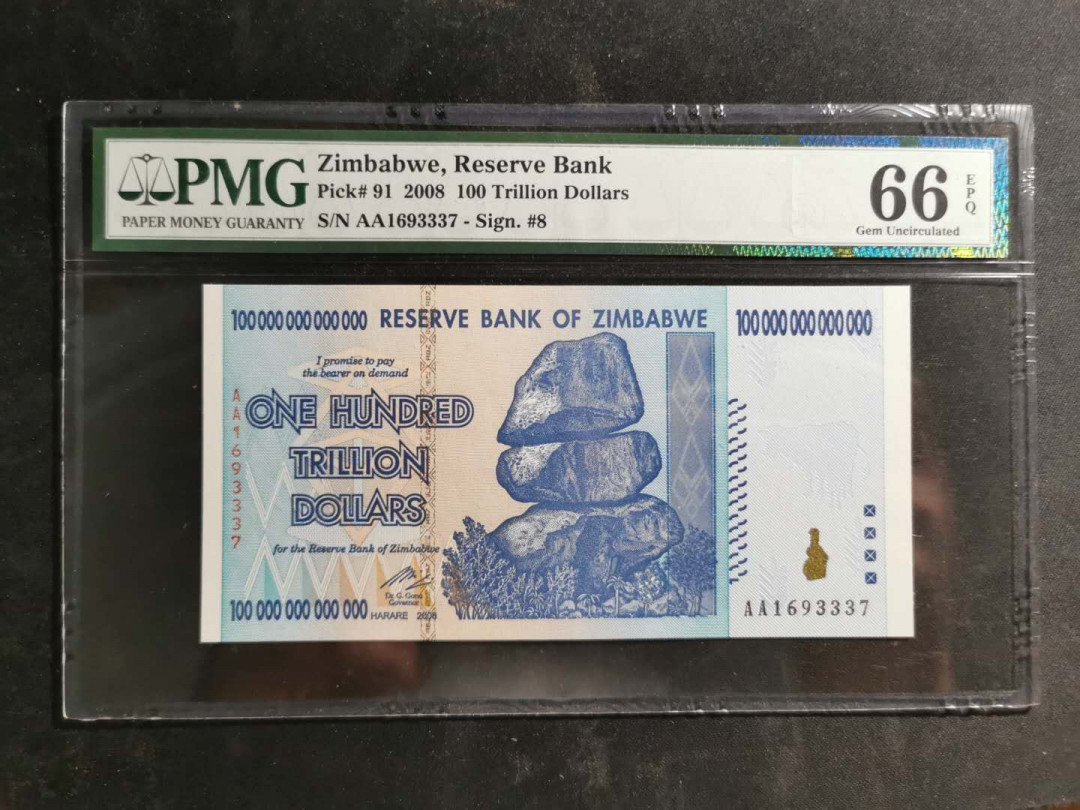 PMG
PAPER MONEY GUARANTY
Zimbabwe, Reserve Bank
Pick# 91 2008 100 Trillion Dollars
S/N AA1693337 - Sign. #8
66
EPQ
Gem Uncirculated
100 000 000 000 000 RESERVE BANK OF ZIMBABWE 100 000 000 000 000
I promise to pay
the bearer on demand
ONE HUNDRED
TRILLION
DOLLARS
for the Reserve Bank of Zimbabwe
Dr. G. Gono
Governor
100 000 000 000 000 HARARE 2008
AA1693337
AA1693337